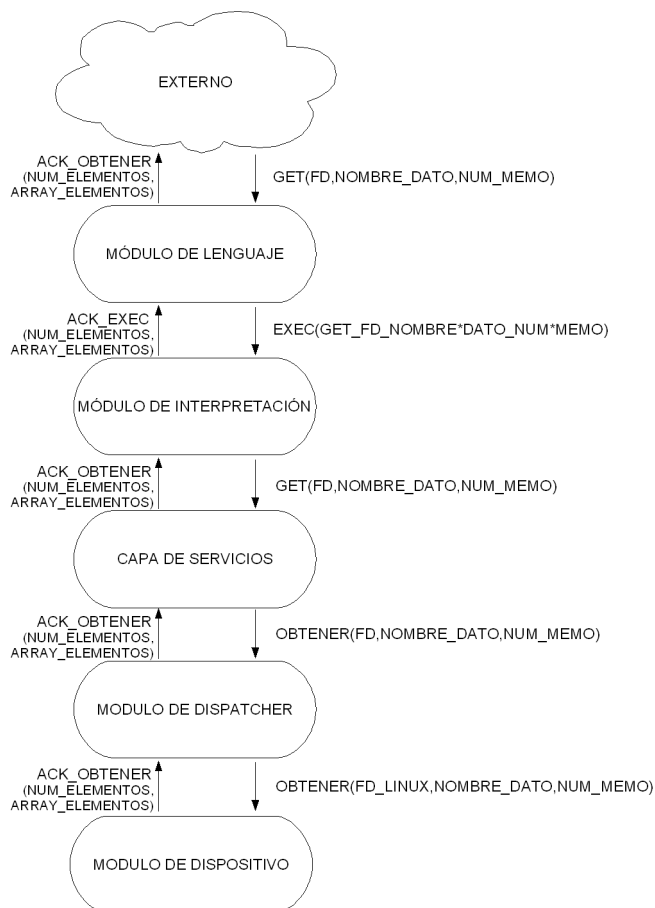 EXTERNO
ACK_OBTENER
(NUM_ELEMENTOS,
ARRAY_ELEMENTOS)
GET(FD,NOMBRE_DATO,NUM_MEMO)
MÓDULO DE LENGUAJE
ACK_EXEC
(NUM_ELEMENTOS,
ARRAY_ELEMENTOS)
EXEC(GET_FD_NOMBRE*DATO_NUM*MEMO)
MÓDULO DE INTERPRETACIÓN
ACK_OBTENER
(NUM_ELEMENTOS,
ARRAY_ELEMENTOS)
GET(FD,NOMBRE_DATO,NUM_MEMO)
CAPA DE SERVICIOS
ACK_OBTENER
(NUM_ELEMENTOS,
ARRAY_ELEMENTOS)
OBTENER(FD,NOMBRE_DATO,NUM_MEMO)
MODULO DE DISPATCHER
ACK_OBTENER
(NUM_ELEMENTOS,
ARRAY_ELEMENTOS)
OBTENER(FD_LINUX,NOMBRE_DATO,NUM_MEMO)
MODULO DE DISPOSITIVO